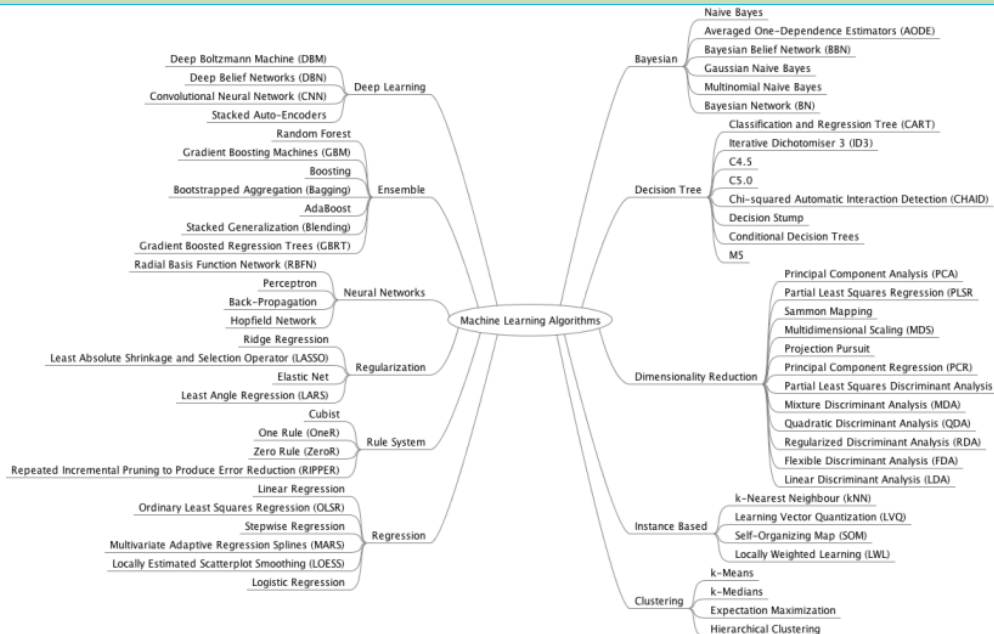 Deep Boltzmann Machine (DBM)
Deep Belief Networks (DBN)
Convolutional Neural Network (CNN)
Stacked Auto-Encoders
Deep Learning
Random Forest
Gradient Boosting Machines (GBM)
Boosting
Bootstrapped Aggregation (Bagging)
AdaBoost
Stacked Generalization (Blending)
Gradient Boosted Regression Trees (GBRT)
Ensemble
Radial Basis Function Network (RBFN)
Perceptron
Back-Propagation
Hopfield Network
Neural Networks
Ridge Regression
Least Absolute Shrinkage and Selection Operator (LASSO)
Elastic Net
Least Angle Regression (LARS)
Regularization
Cubist
One Rule (OneR)
Zero Rule (ZeroR)
Repeated Incremental Pruning to Produce Error Reduction (RIPPER)
Rule System
Linear Regression
Ordinary Least Squares Regression (OLSR)
Stepwise Regression
Multivariate Adaptive Regression Splines (MARS)
Locally Estimated Scatterplot Smoothing (LOESS)
Logistic Regression
Regression
Machine Learning Algorithms
Bayesian
Naive Bayes
Averaged One-Dependence Estimators (AODE)
Bayesian Belief Network (BBN)
Gaussian Naive Bayes
Multinomial Naive Bayes
Bayesian Network (BN)
Decision Tree
Classification and Regression Tree (CART)
Iterative Dichotomiser 3 (ID3)
C4.5
C5.0
Chi-squared Automatic Interaction Detection (CHAID)
Decision Stump
Conditional Decision Trees
M5
Dimensionality Reduction
Principal Component Analysis (PCA)
Partial Least Squares Regression (PLSR
Sammon Mapping
Multidimensional Scaling (MDS)
Projection Pursuit
Principal Component Regression (PCR)
Partial Least Squares Discriminant Analysis
Mixture Discriminant Analysis (MDA)
Quadratic Discriminant Analysis (QDA)
Regularized Discriminant Analysis (RDA)
Flexible Discriminant Analysis (FDA)
Linear Discriminant Analysis (LDA)
Instance Based
k-Nearest Neighbour (kNN)
Learning Vector Quantization (LVQ)
Self-Organizing Map (SOM)
Locally Weighted Learning (LWL)
Clustering
k-Means
k-Medians
Expectation Maximization
Hierarchical Clustering